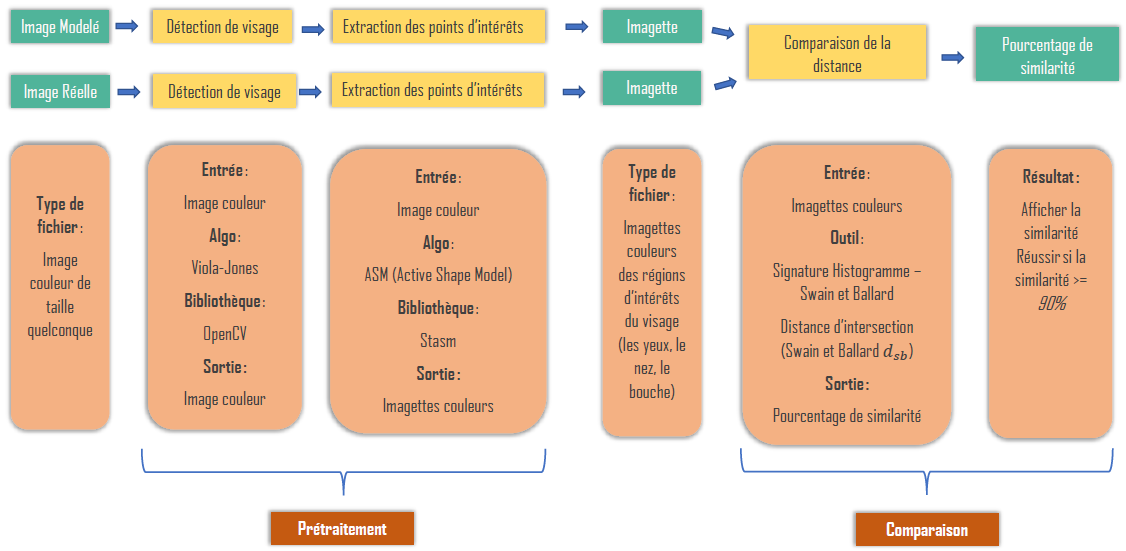 Image Modelé
Détection de visage
Extraction des points d'intérêts
Imagette
Comparaison de la
distance
Pourcentage de
similarité
Image Réelle
Détection de visage
Extraction des points d'intérêts
Imagette
Type de
fichier :
Image
couleur de
taille
quelconque
Entrée :
Image couleur
Algo :
Viola-Jones
Bibliothèque :
OpenCV
Sortie :
Image couleur
Entrée :
Image couleur
Algo :
ASM (Active Shape Model)
Bibliothèque :
Stasm
Sortie :
Imagettes couleurs
Type de
fichier :
Imagettes
couleurs
des régions
d'intérêts
du visage
(les yeux, le
nez, le
bouche)
Entrée :
Imagettes couleurs
Outil :
Signature Histogramme –
Swain et Ballard
Distance d'intersection
(Swain et Ballard d_sb)
Sortie :
Pourcentage de similarité
Résultat :
Afficher la
similarité
Réussir si la
similarité >=
90%
Prétraitement
Comparaison